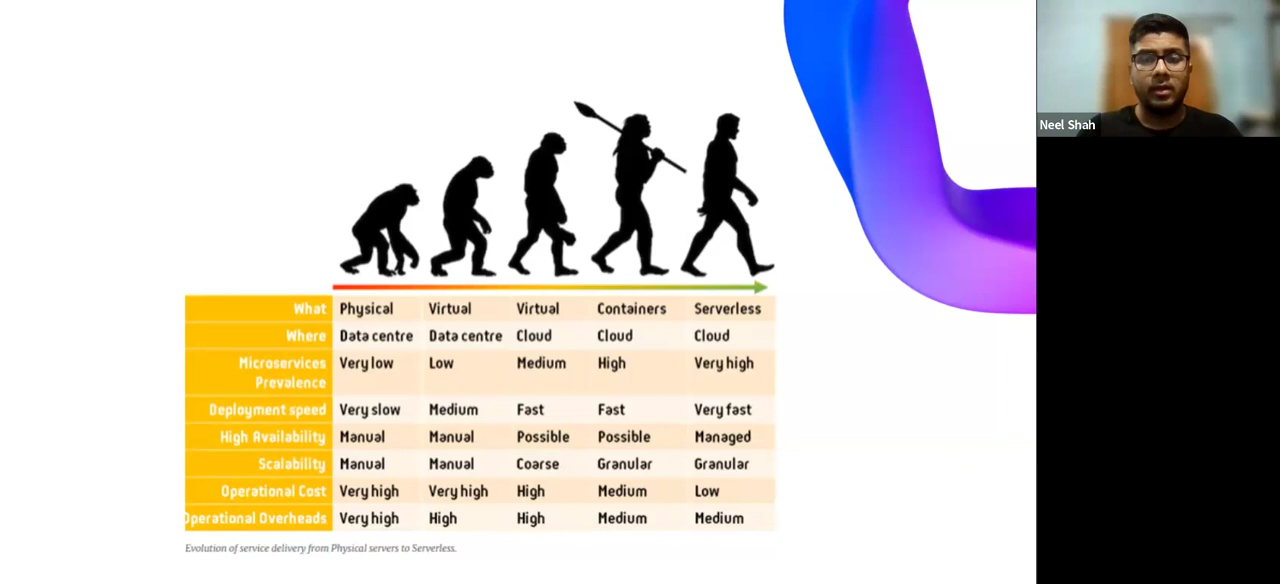 Neel Shah
What Physical Virtual Virtual Containers Serverless
Where Data centre Data centre Cloud Cloud Cloud
Microservices Very low Low Medium High Very high
Prevalence
Deployment speed Very slow Medium Fast Fast Very fast
High Availability Manual Manual Possible Possible Managed
Scalability Manual Manual Coarse Granular Granular
Operational Cost Very high Very high High Medium Low
Operational Overheads Very high High High Medium Medium
Evolution of service delivery from Physical servers to Serverless.